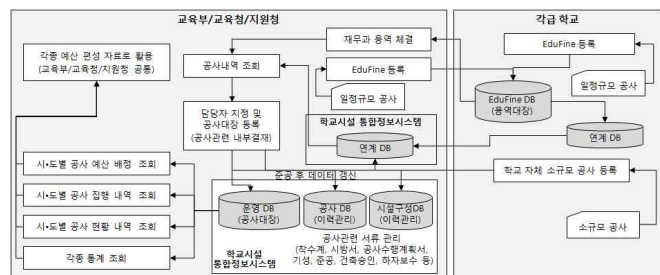 교육부/교육청/지원청
각급 학교
각종 예산 편성 자료로 활용
(교육부/교육청/지원청 공통)
공사내역 조회
재무과 용역 체결
EduFine 등록
일정규모 공사
EduFine 등록
일정규모 공사
EduFine DB
(용역대장)
담당자 지정 및
공사대장 등록
(공사관련 내부결재)
학교시설 통합정보시스템
연계 DB
연계 DB
시•도별 공사 예산 배정 조회
시•도별 공사 집행 내역 조회
시•도별 공사 현황 내역 조회
각종 통계 조회
학교 자체 소규모 공사 등록
소규모 공사
준공 후 데이터 갱신
운영 DB
(공사대장)
공사 DB
(이력관리)
시설구성DB
(이력관리)
학교시설
통합정보시스템
공사관련 서류 관리
(착수계, 시방서, 공사수행계획서,
기성, 준공, 건축승인, 하자보수 등)